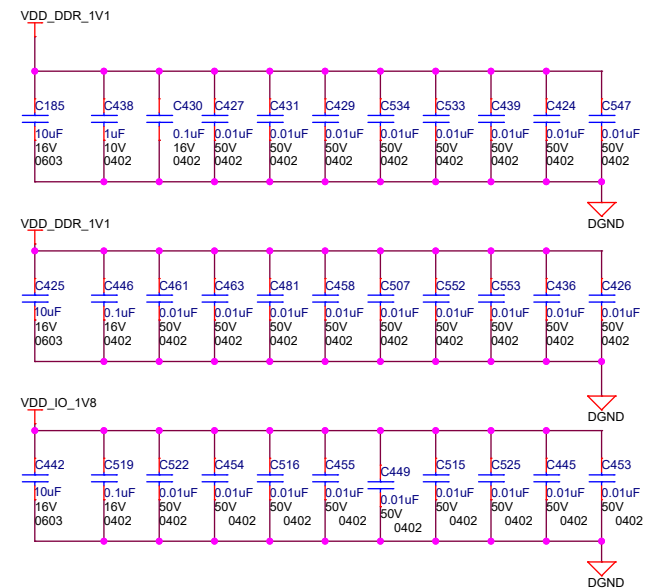 VDD_DDR_1V1
C185 C438 C430 C427 C431 C429 C534 C533 C439 C424 C547
10uF 1uF 0.1uF 0.01uF 0.01uF 0.01uF 0.01uF 0.01uF 0.01uF 0.01uF 0.01uF
16V 10V 16V 50V 50V 50V 50V 50V 50V 50V 50V
0603 0402 0402 0402 0402 0402 0402 0402 0402 0402 0402
DGND
VDD_DDR_1V1
C425 C446 C461 C463 C481 C458 C507 C552 C553 C436 C426
10uF 0.1uF 0.01uF 0.01uF 0.01uF 0.01uF 0.01uF 0.01uF 0.01uF 0.01uF 0.01uF
16V 16V 50V 50V 50V 50V 50V 50V 50V 50V 50V
0603 0402 0402 0402 0402 0402 0402 0402 0402 0402 0402
DGND
VDD_IO_1V8
C442 C519 C522 C454 C516 C455 C449 C515 C525 C445 C453
10uF 0.1uF 0.01uF 0.01uF 0.01uF 0.01uF 0.01uF 0.01uF 0.01uF 0.01uF 0.01uF
16V 16V 50V 50V 50V 50V 50V 50V 50V 50V 50V
0603 0402 0402 0402 0402 0402 0402 0402 0402 0402 0402
DGND